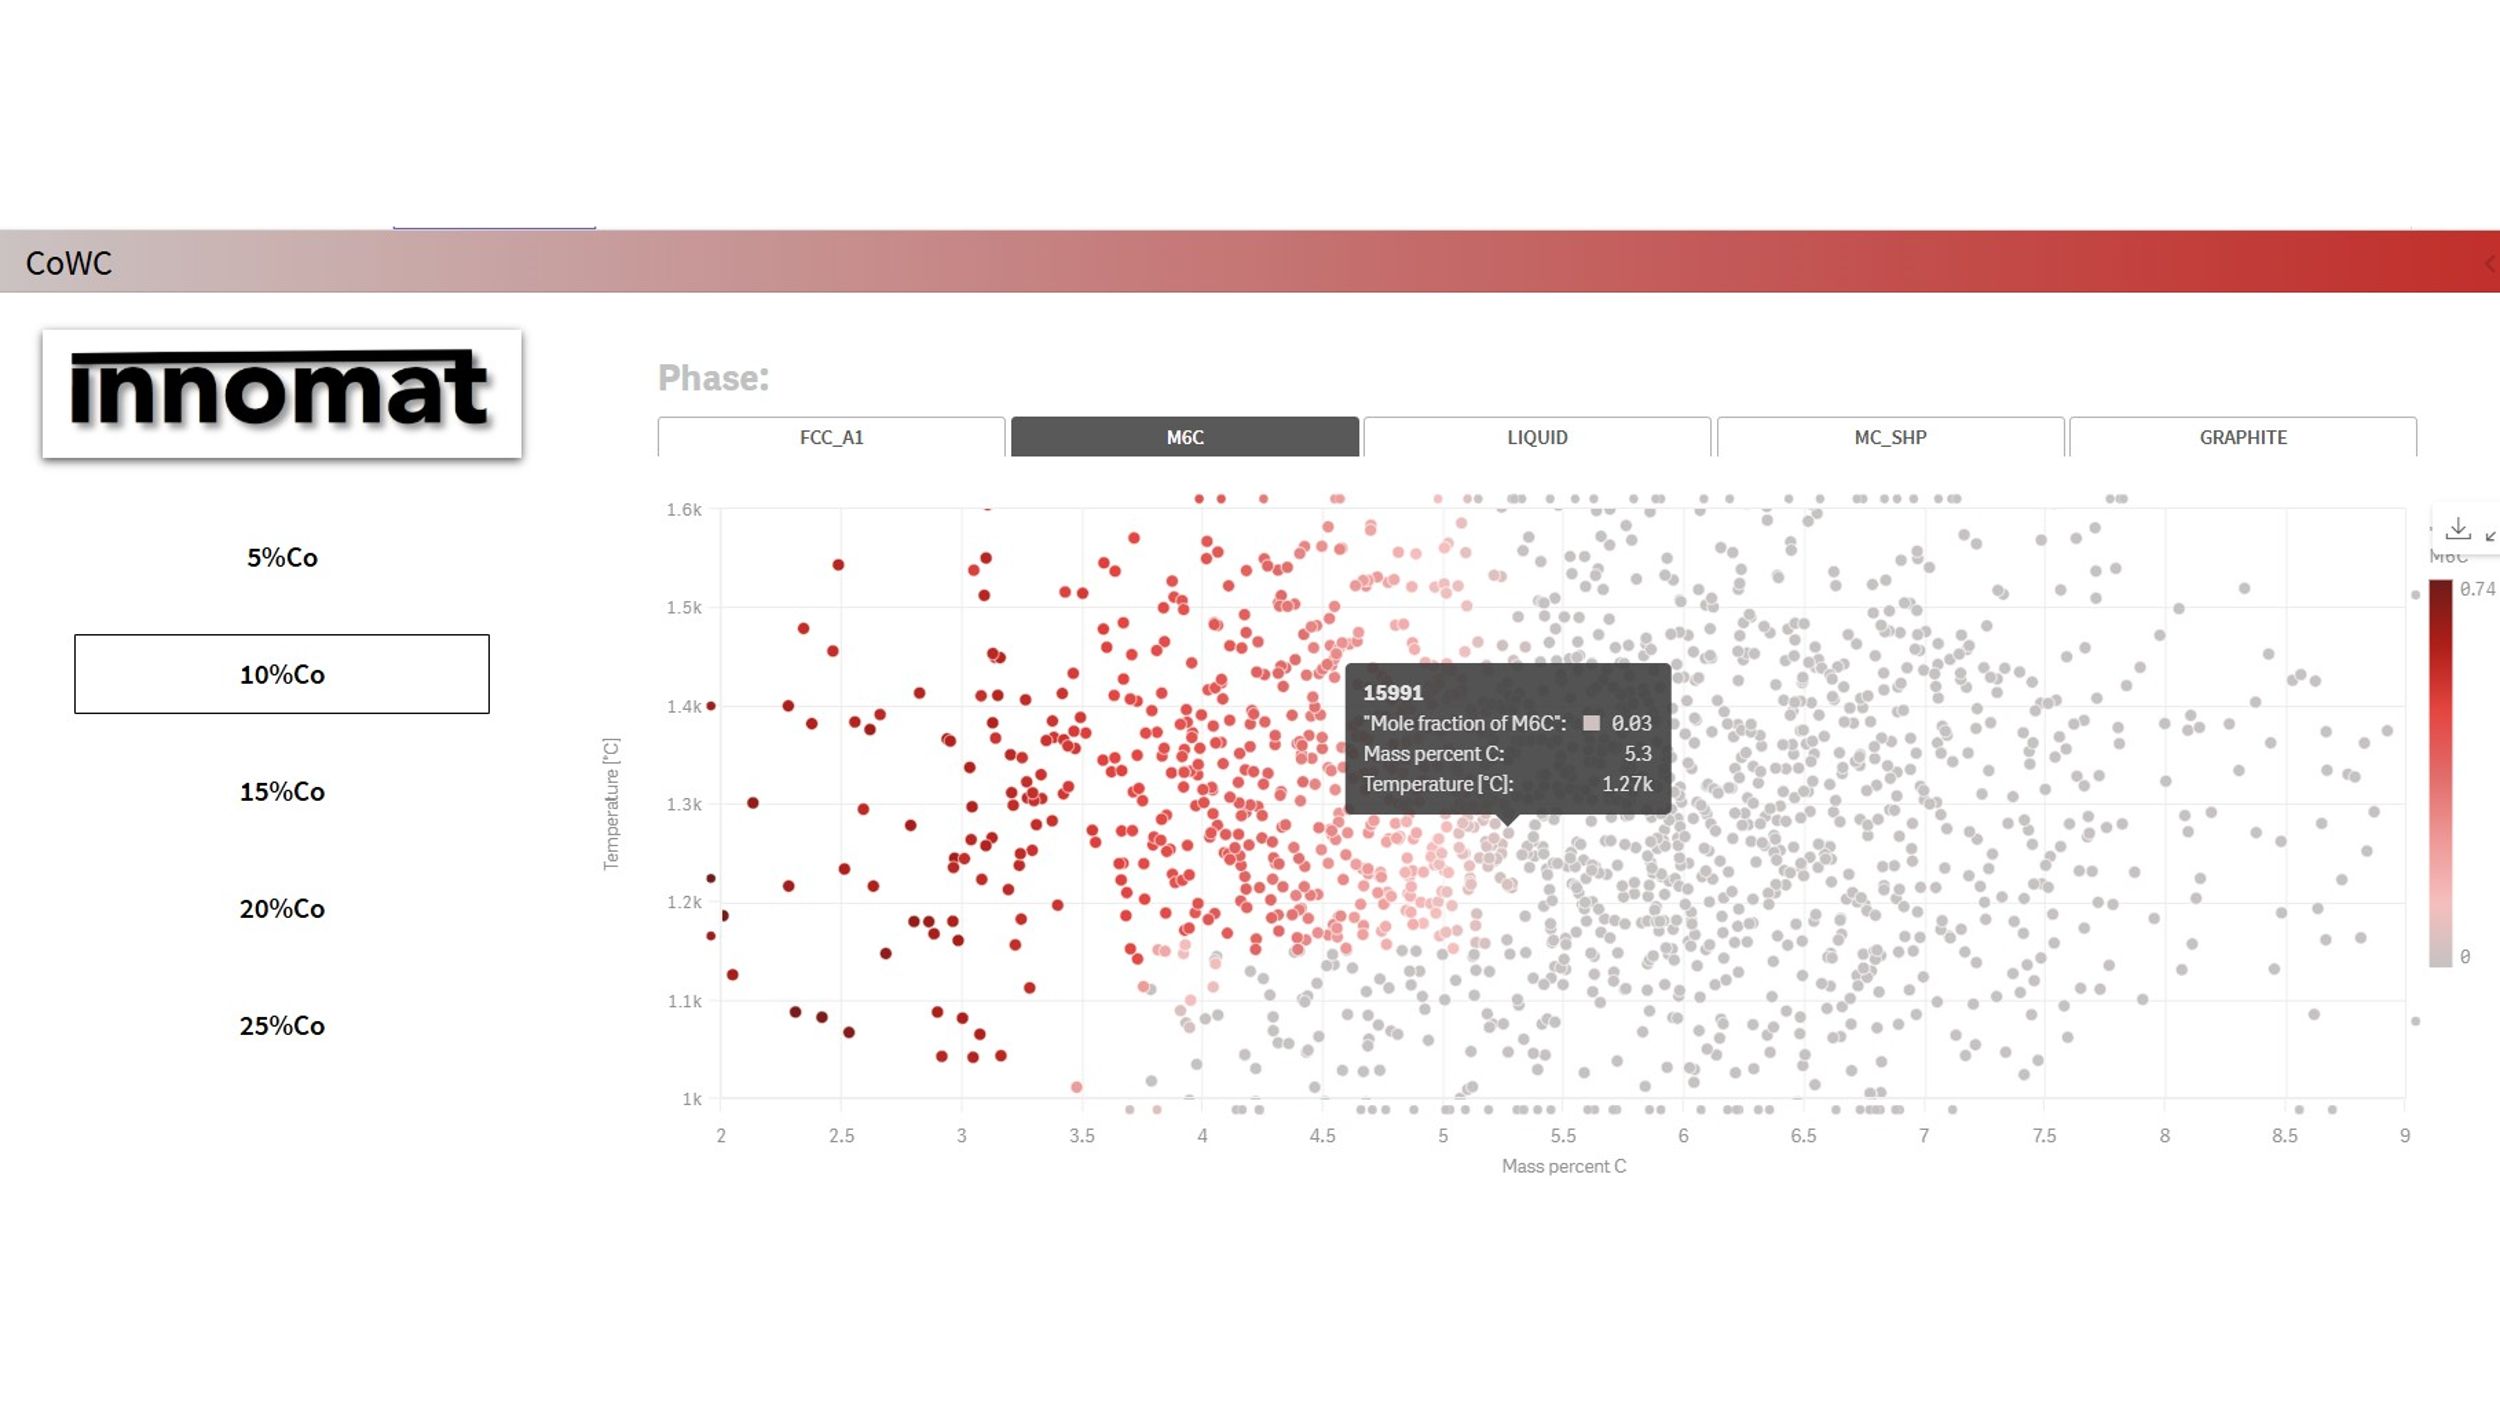 CoWC
innomat
Phase:
FCC_A1
M6C
LIQUID
MC_SHP
GRAPHITE
5%Co
10%Co
15%Co
20%Co
25%Co
Temperature [°C]
1.6k
1.5k
1.4k
1.3k
1.2k
1.1k
1k
15991
"Mole fraction of M6C": 0.03
Mass percent C: 5.3
Temperature [°C]: 1.27k
2 2.5 3 3.5 4 4.5 5 5.5 6 6.5 7 7.5 8 8.5 9
Mass percent C
M6C
0.74
0